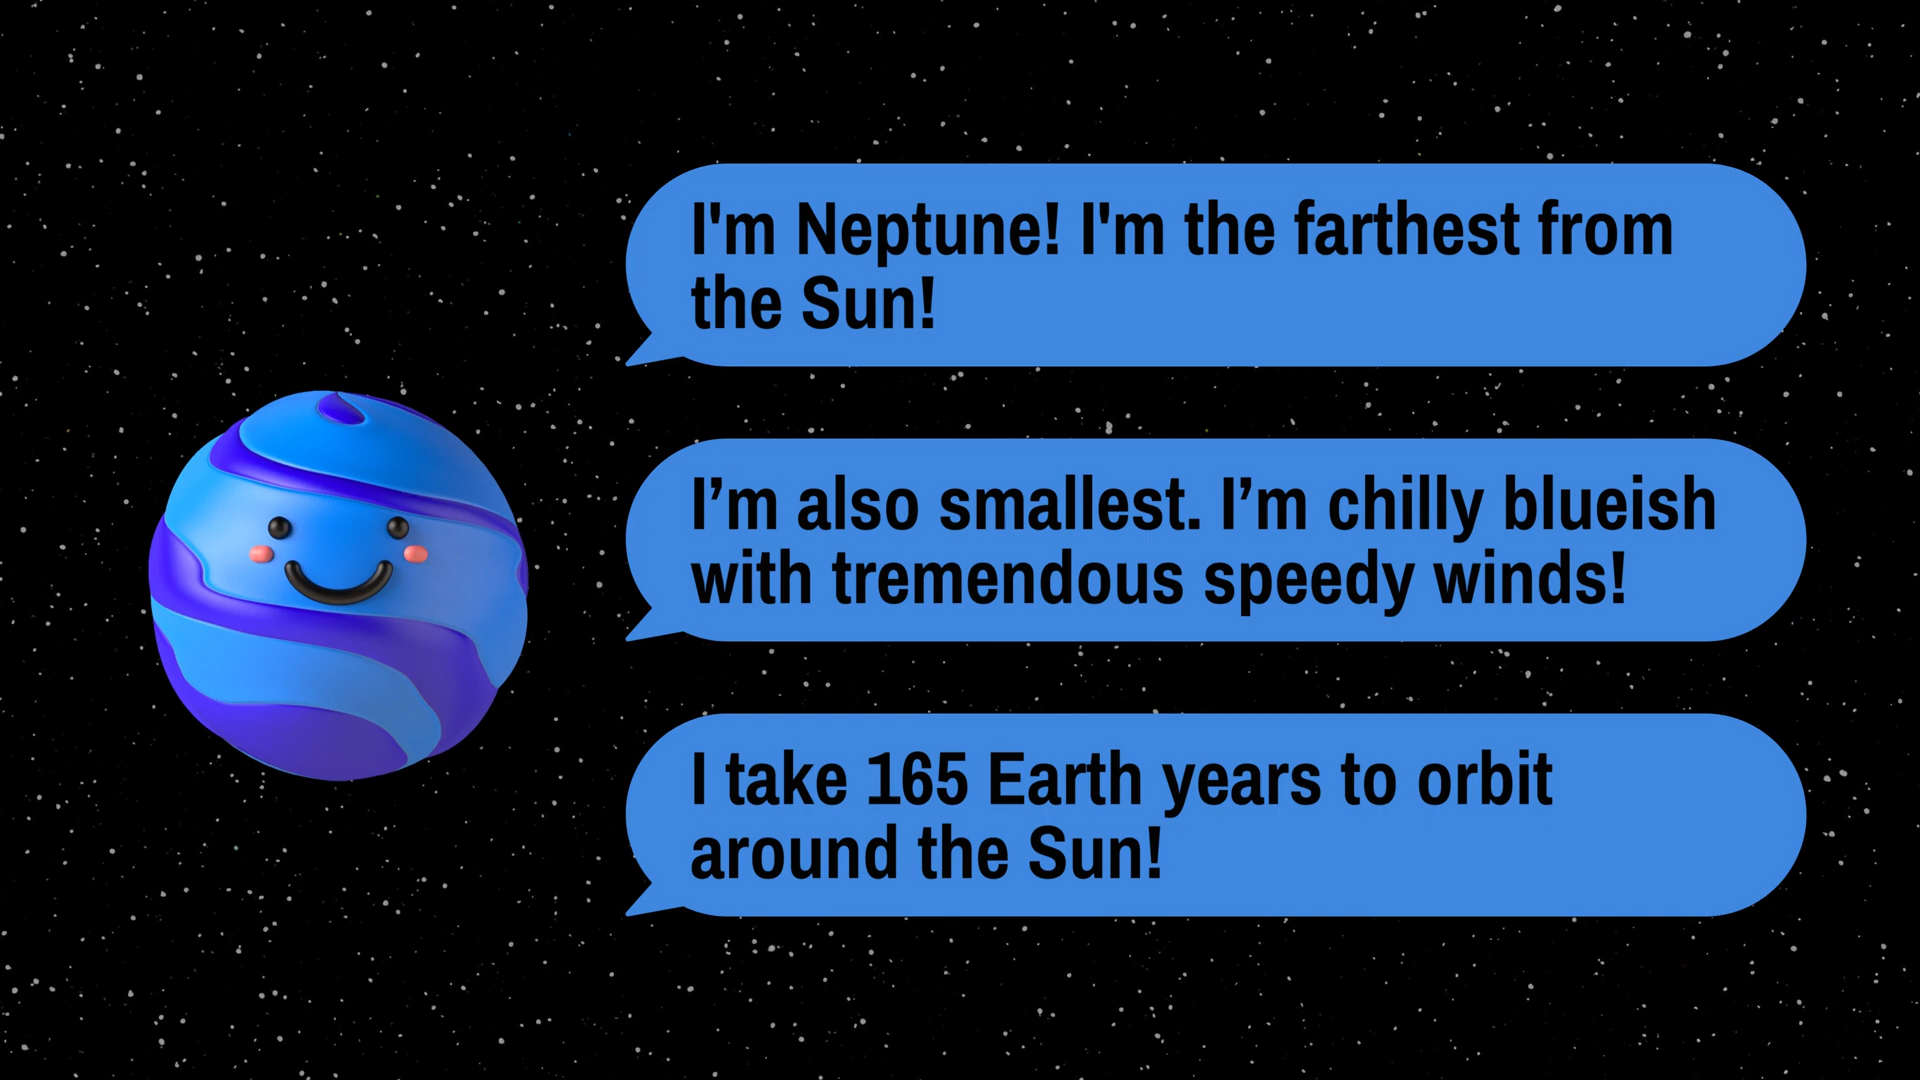 I'm Neptune! I'm the farthest from
the Sun!
I’m also smallest. I’m chilly blueish
with tremendous speedy winds!
I take 165 Earth years to orbit
around the Sun!